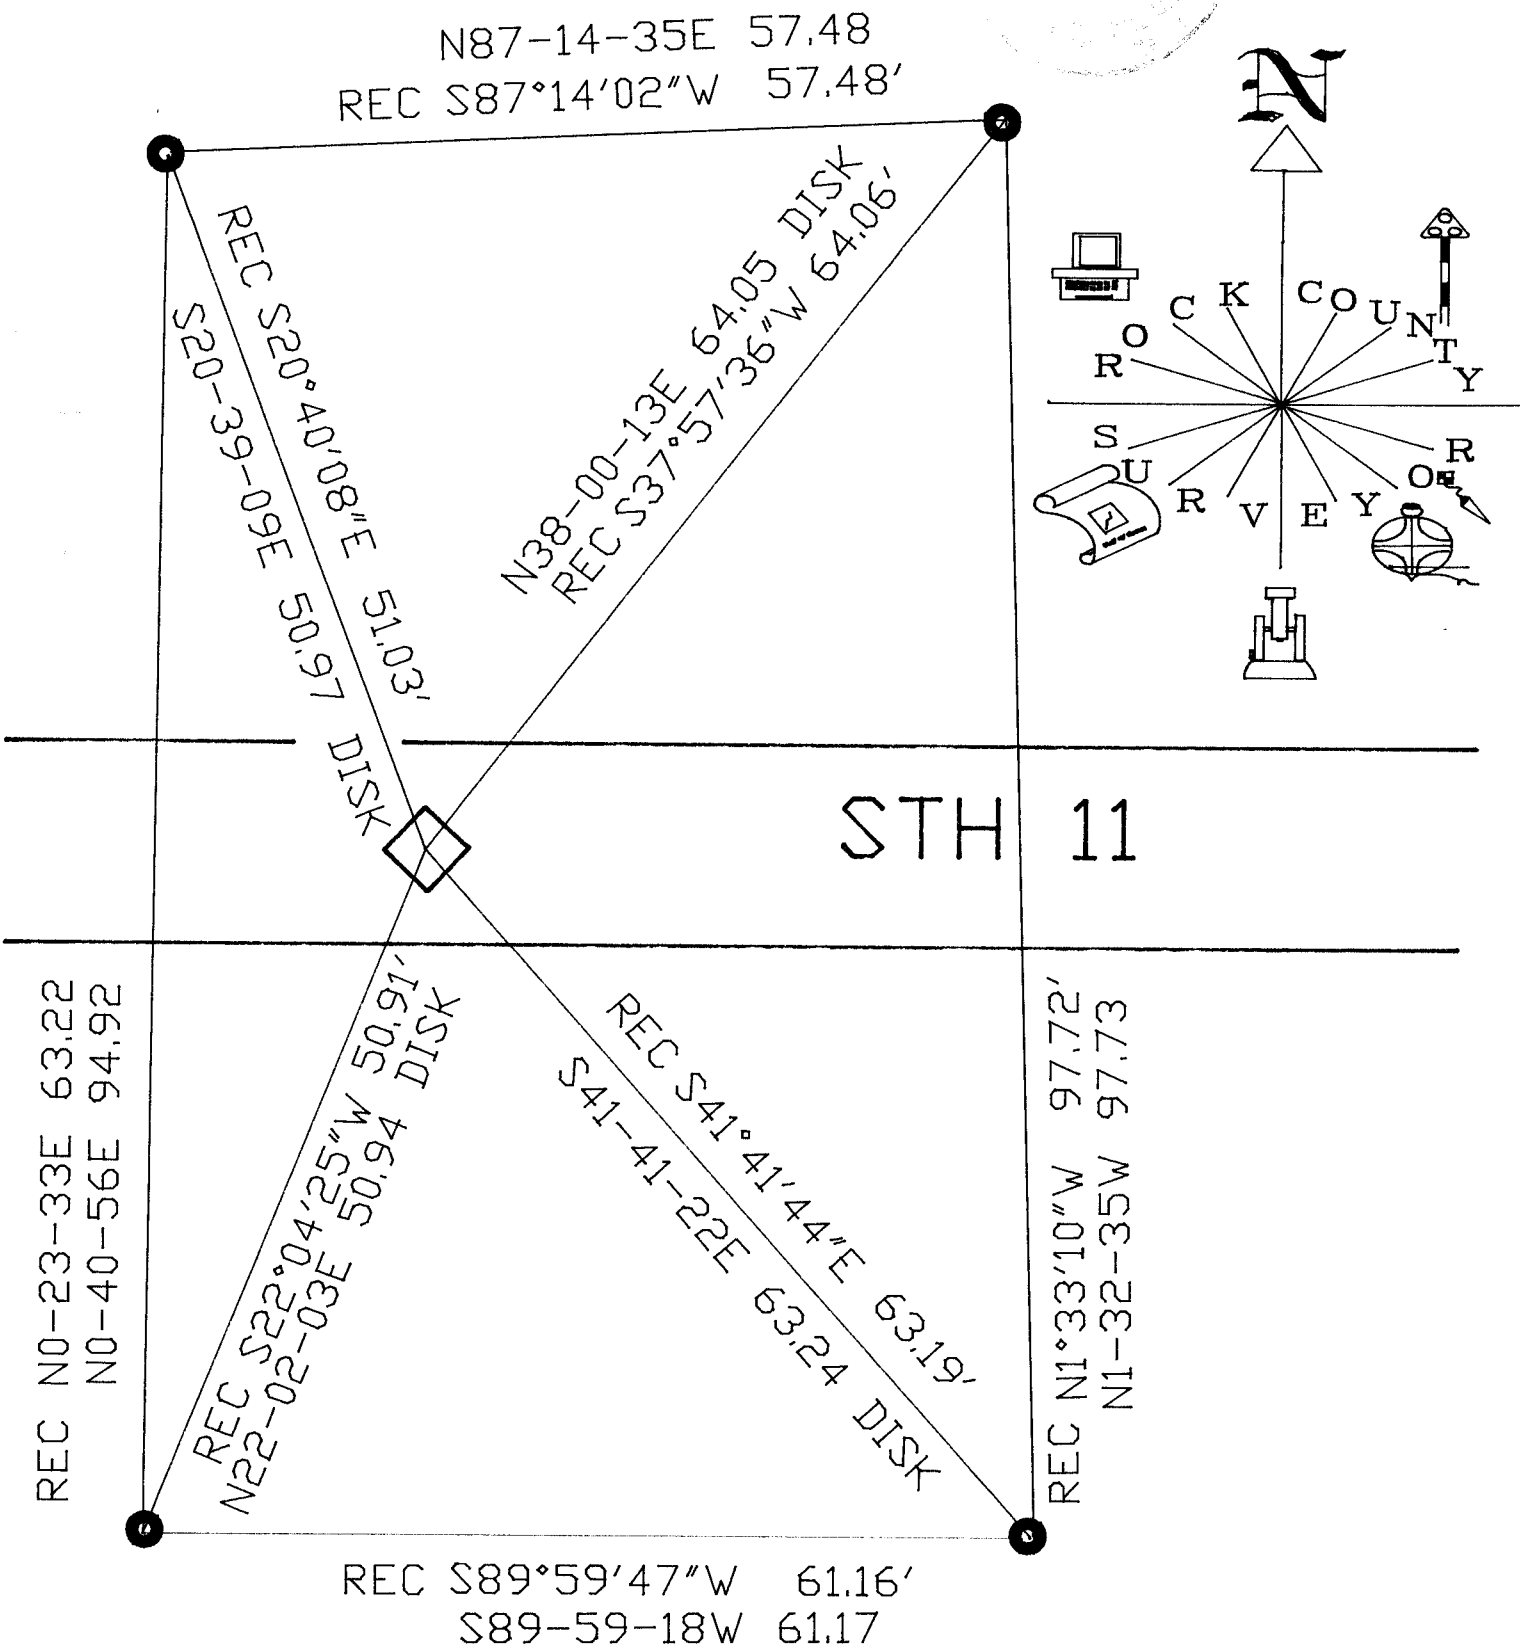 N87-14-35E 57.48
REC S87°14'02"W 57.48'
REC S20°40'08"E 51.03'
S20-39-09E 50.97 DISK
N38-00-13E 64.05 DISK
REC S37°57'36"W 64.06'
N
ROCK COUNTY
SURVEYOR
STH 11
REC N0-23-33E 63.22
N0-40-56E 94.92
REC S22°04'25"W 50.91'
N22-02-03E 50.94 DISK
REC S41°41'44"E 63.19'
S41-41-22E 63.24 DISK
REC N1°33'10"W 97.72'
N1-32-35W 97.73
REC S89°59'47"W 61.16'
S89-59-18W 61.17